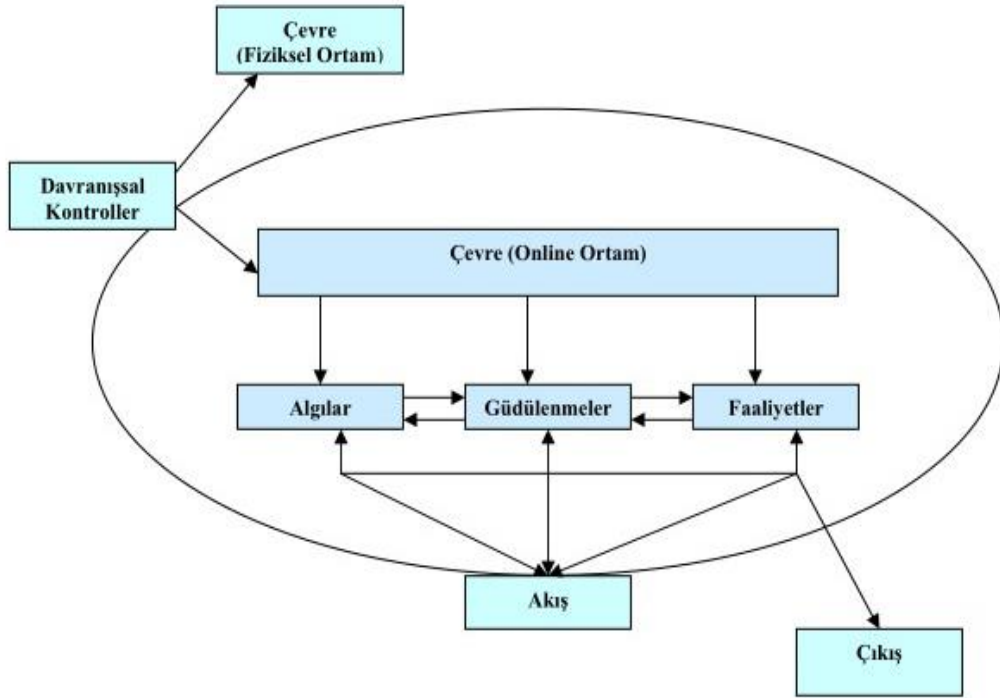 Çevre
(Fiziksel Ortam)
Davranışsal
Kontroller
Çevre (Online Ortam)
Algılar
Güdülenmeler
Faaliyetler
Akış
Çıkış